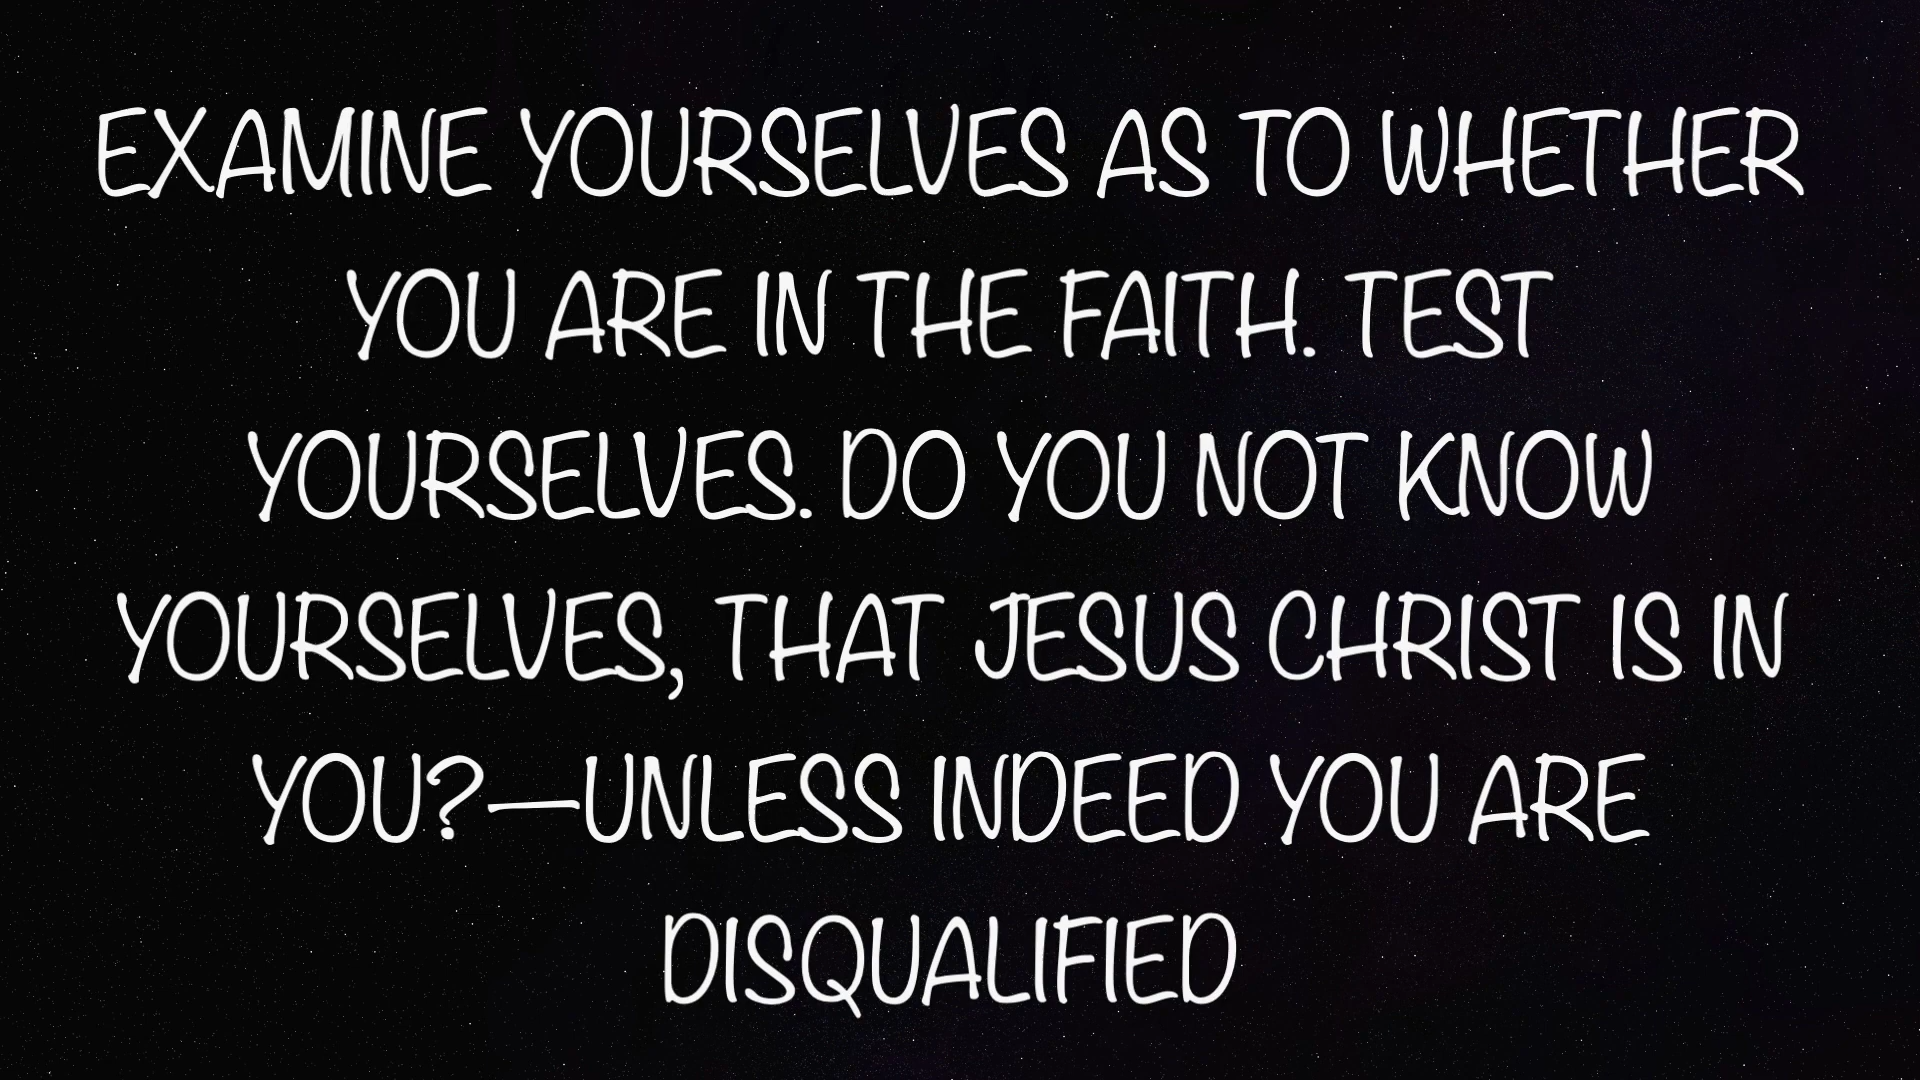 EXAMINE YOURSELVES AS TO WHETHER
YOU ARE IN THE FAITH. TEST
YOURSELVES. DO YOU NOT KNOW
YOURSELVES, THAT JESUS CHRIST IS IN
YOU?—UNLESS INDEED YOU ARE
DISQUALIFIED